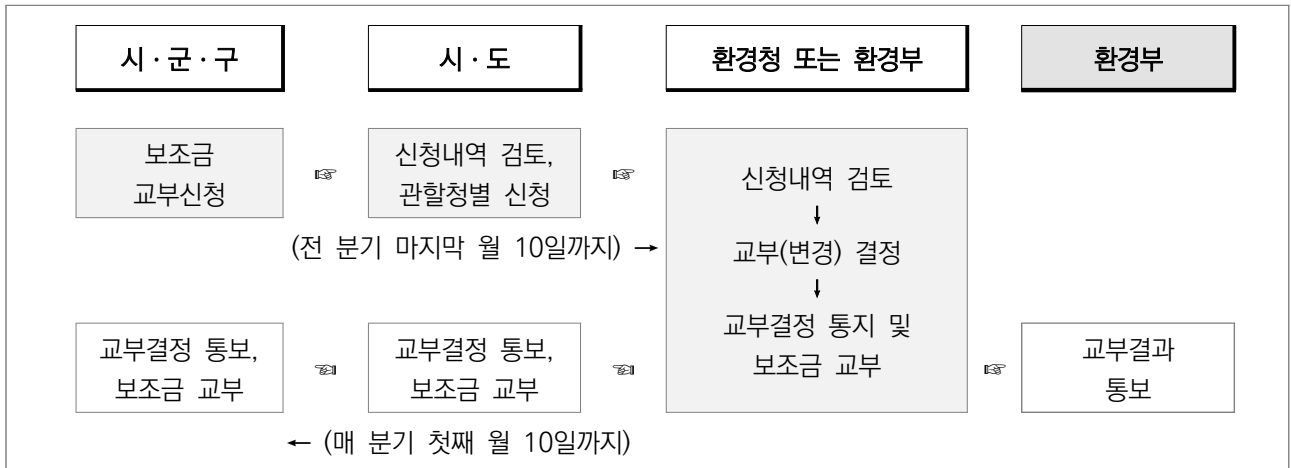 시·군·구
시·도
환경청 또는 환경부
환경부
보조금
교부신청
☞
신청내역 검토,
관할청별 신청
☞
신청내역 검토
↓
교부(변경) 결정
↓
교부결정 통지 및
보조금 교부
(전 분기 마지막 월 10일까지) →
교부결정 통보,
보조금 교부
☜
교부결정 통보,
보조금 교부
☜
☞
교부결과
통보
← (매 분기 첫째 월 10일까지)